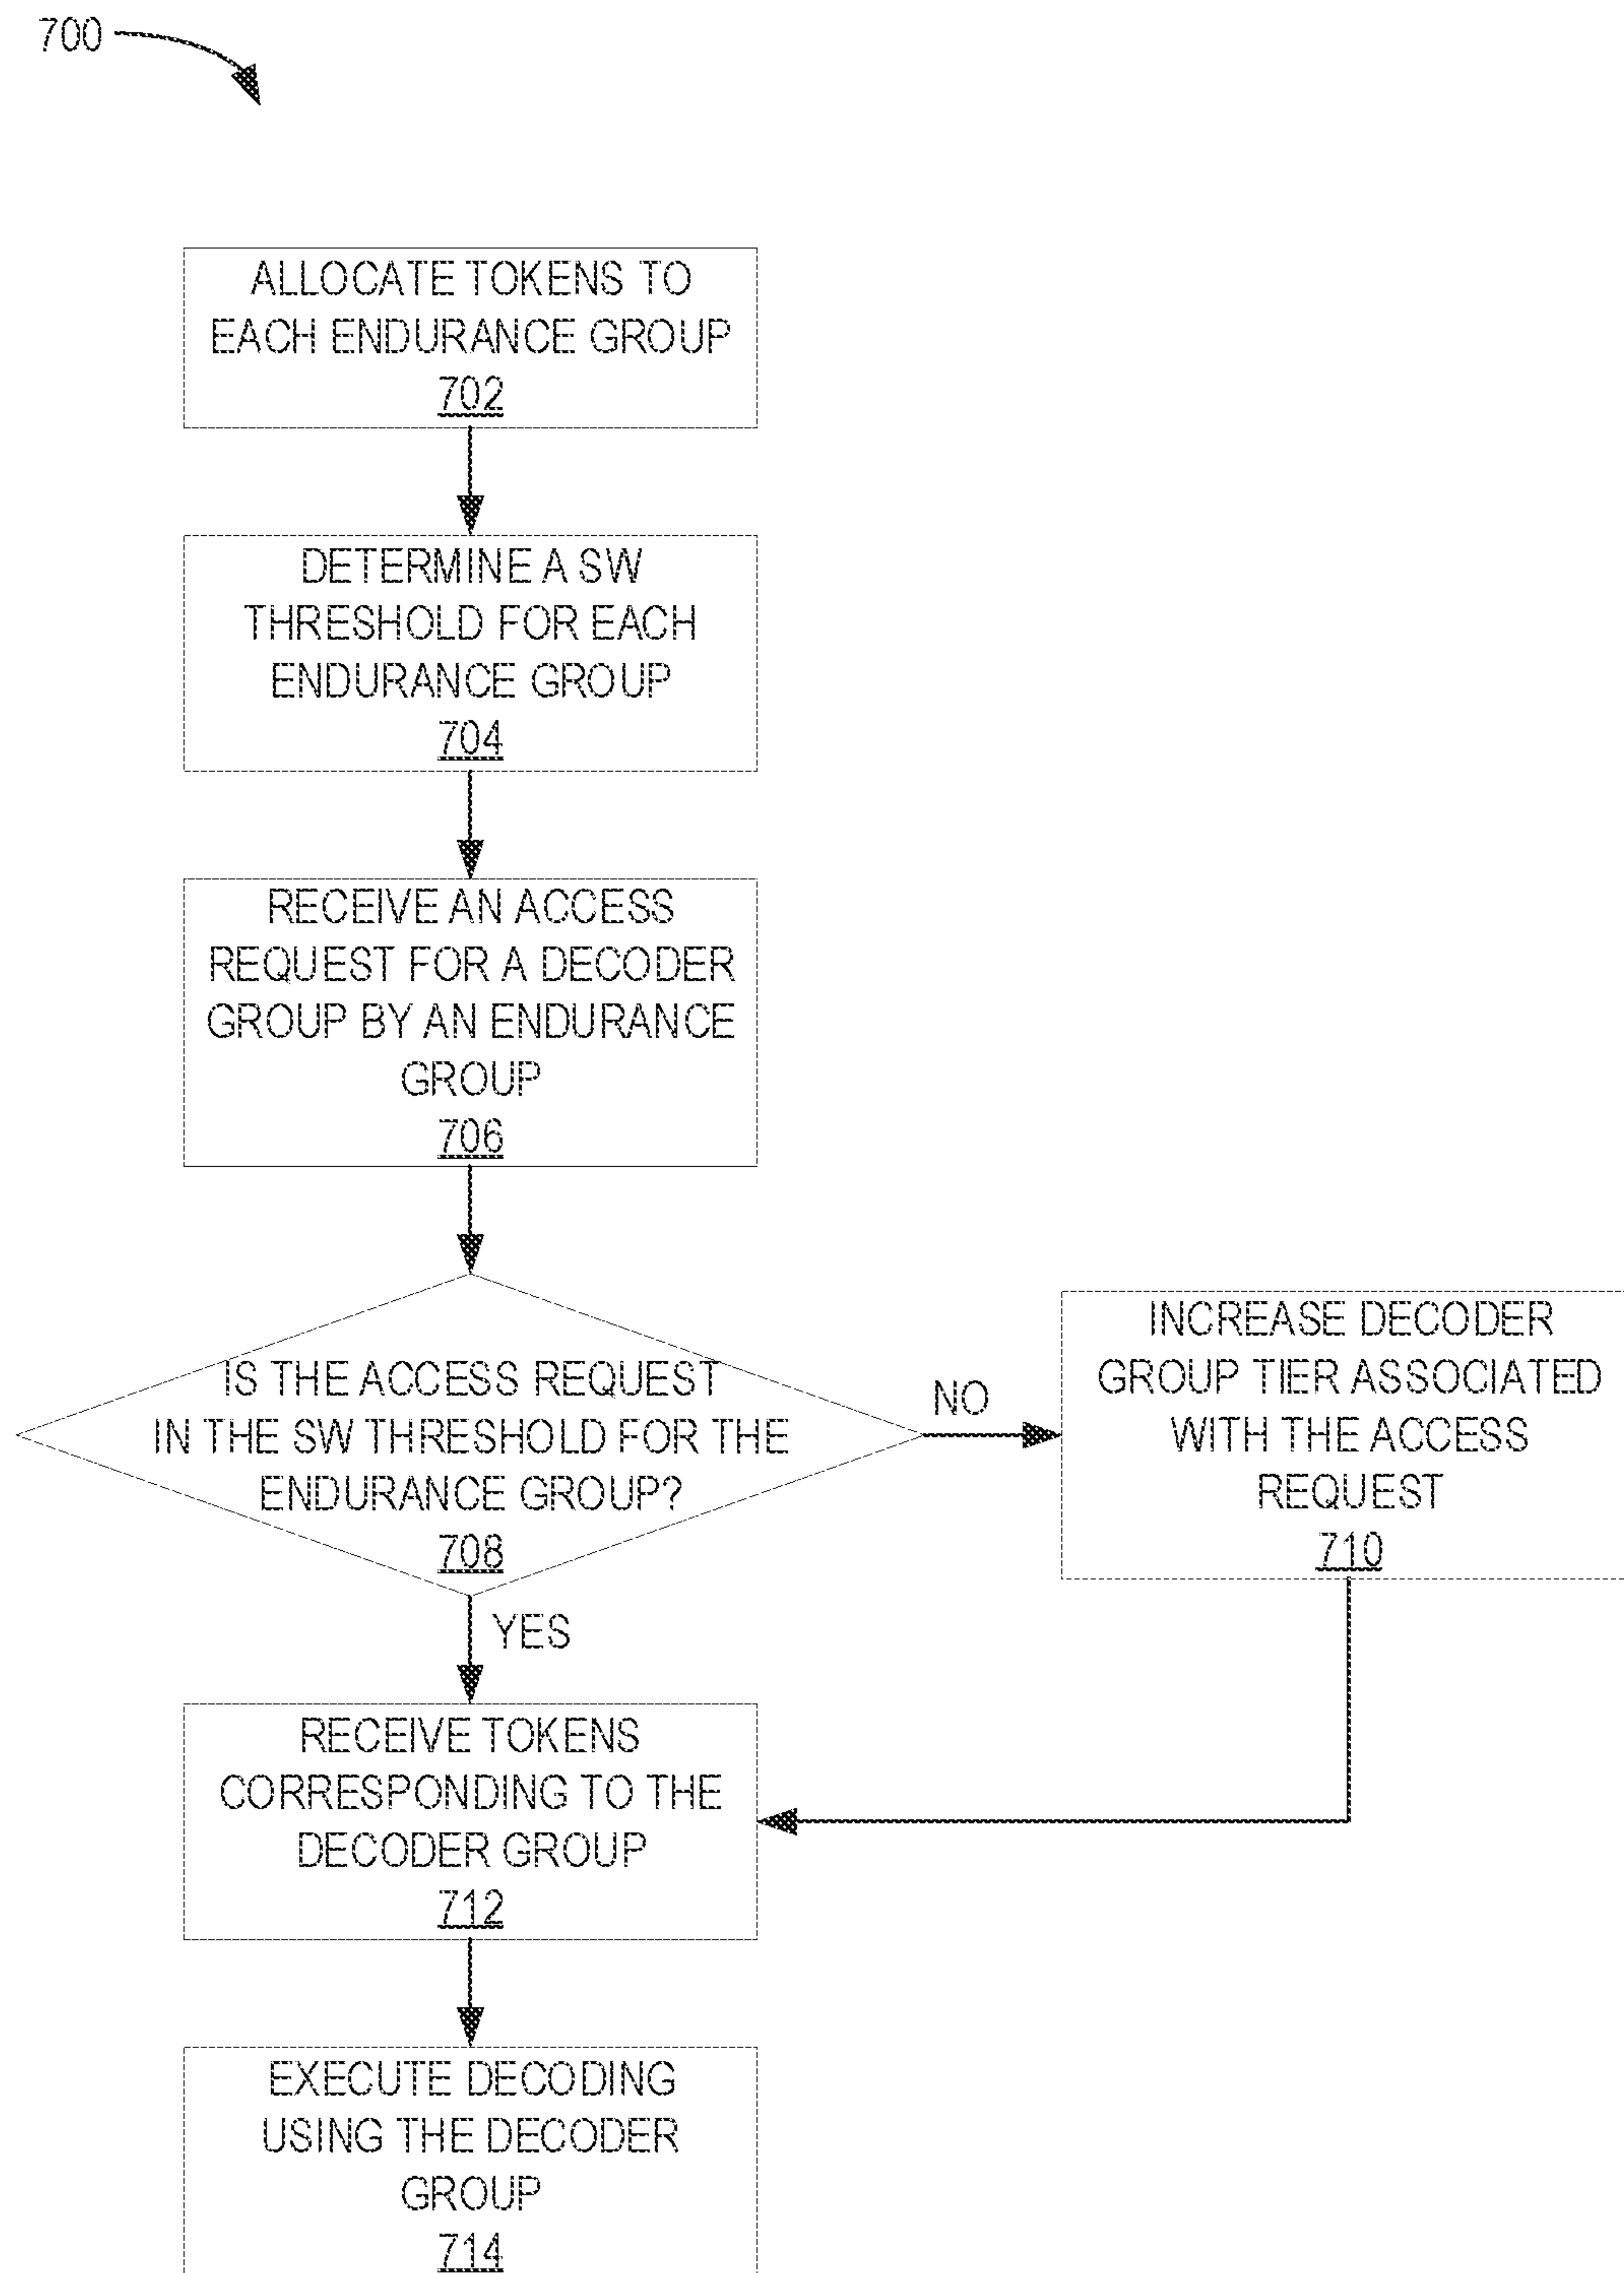 700
ALLOCATE TOKENS TO
EACH ENDURANCE GROUP
702
DETERMINE A SW
THRESHOLD FOR EACH
ENDURANCE GROUP
704
RECEIVE AN ACCESS
REQUEST FOR A DECODER
GROUP BY AN ENDURANCE
GROUP
706
IS THE ACCESS REQUEST
IN THE SW THRESHOLD FOR THE
ENDURANCE GROUP?
708
NO
INCREASE DECODER
GROUP TIER ASSOCIATED
WITH THE ACCESS
REQUEST
710
YES
RECEIVE TOKENS
CORRESPONDING TO THE
DECODER GROUP
712
EXECUTE DECODING
USING THE DECODER
GROUP
714